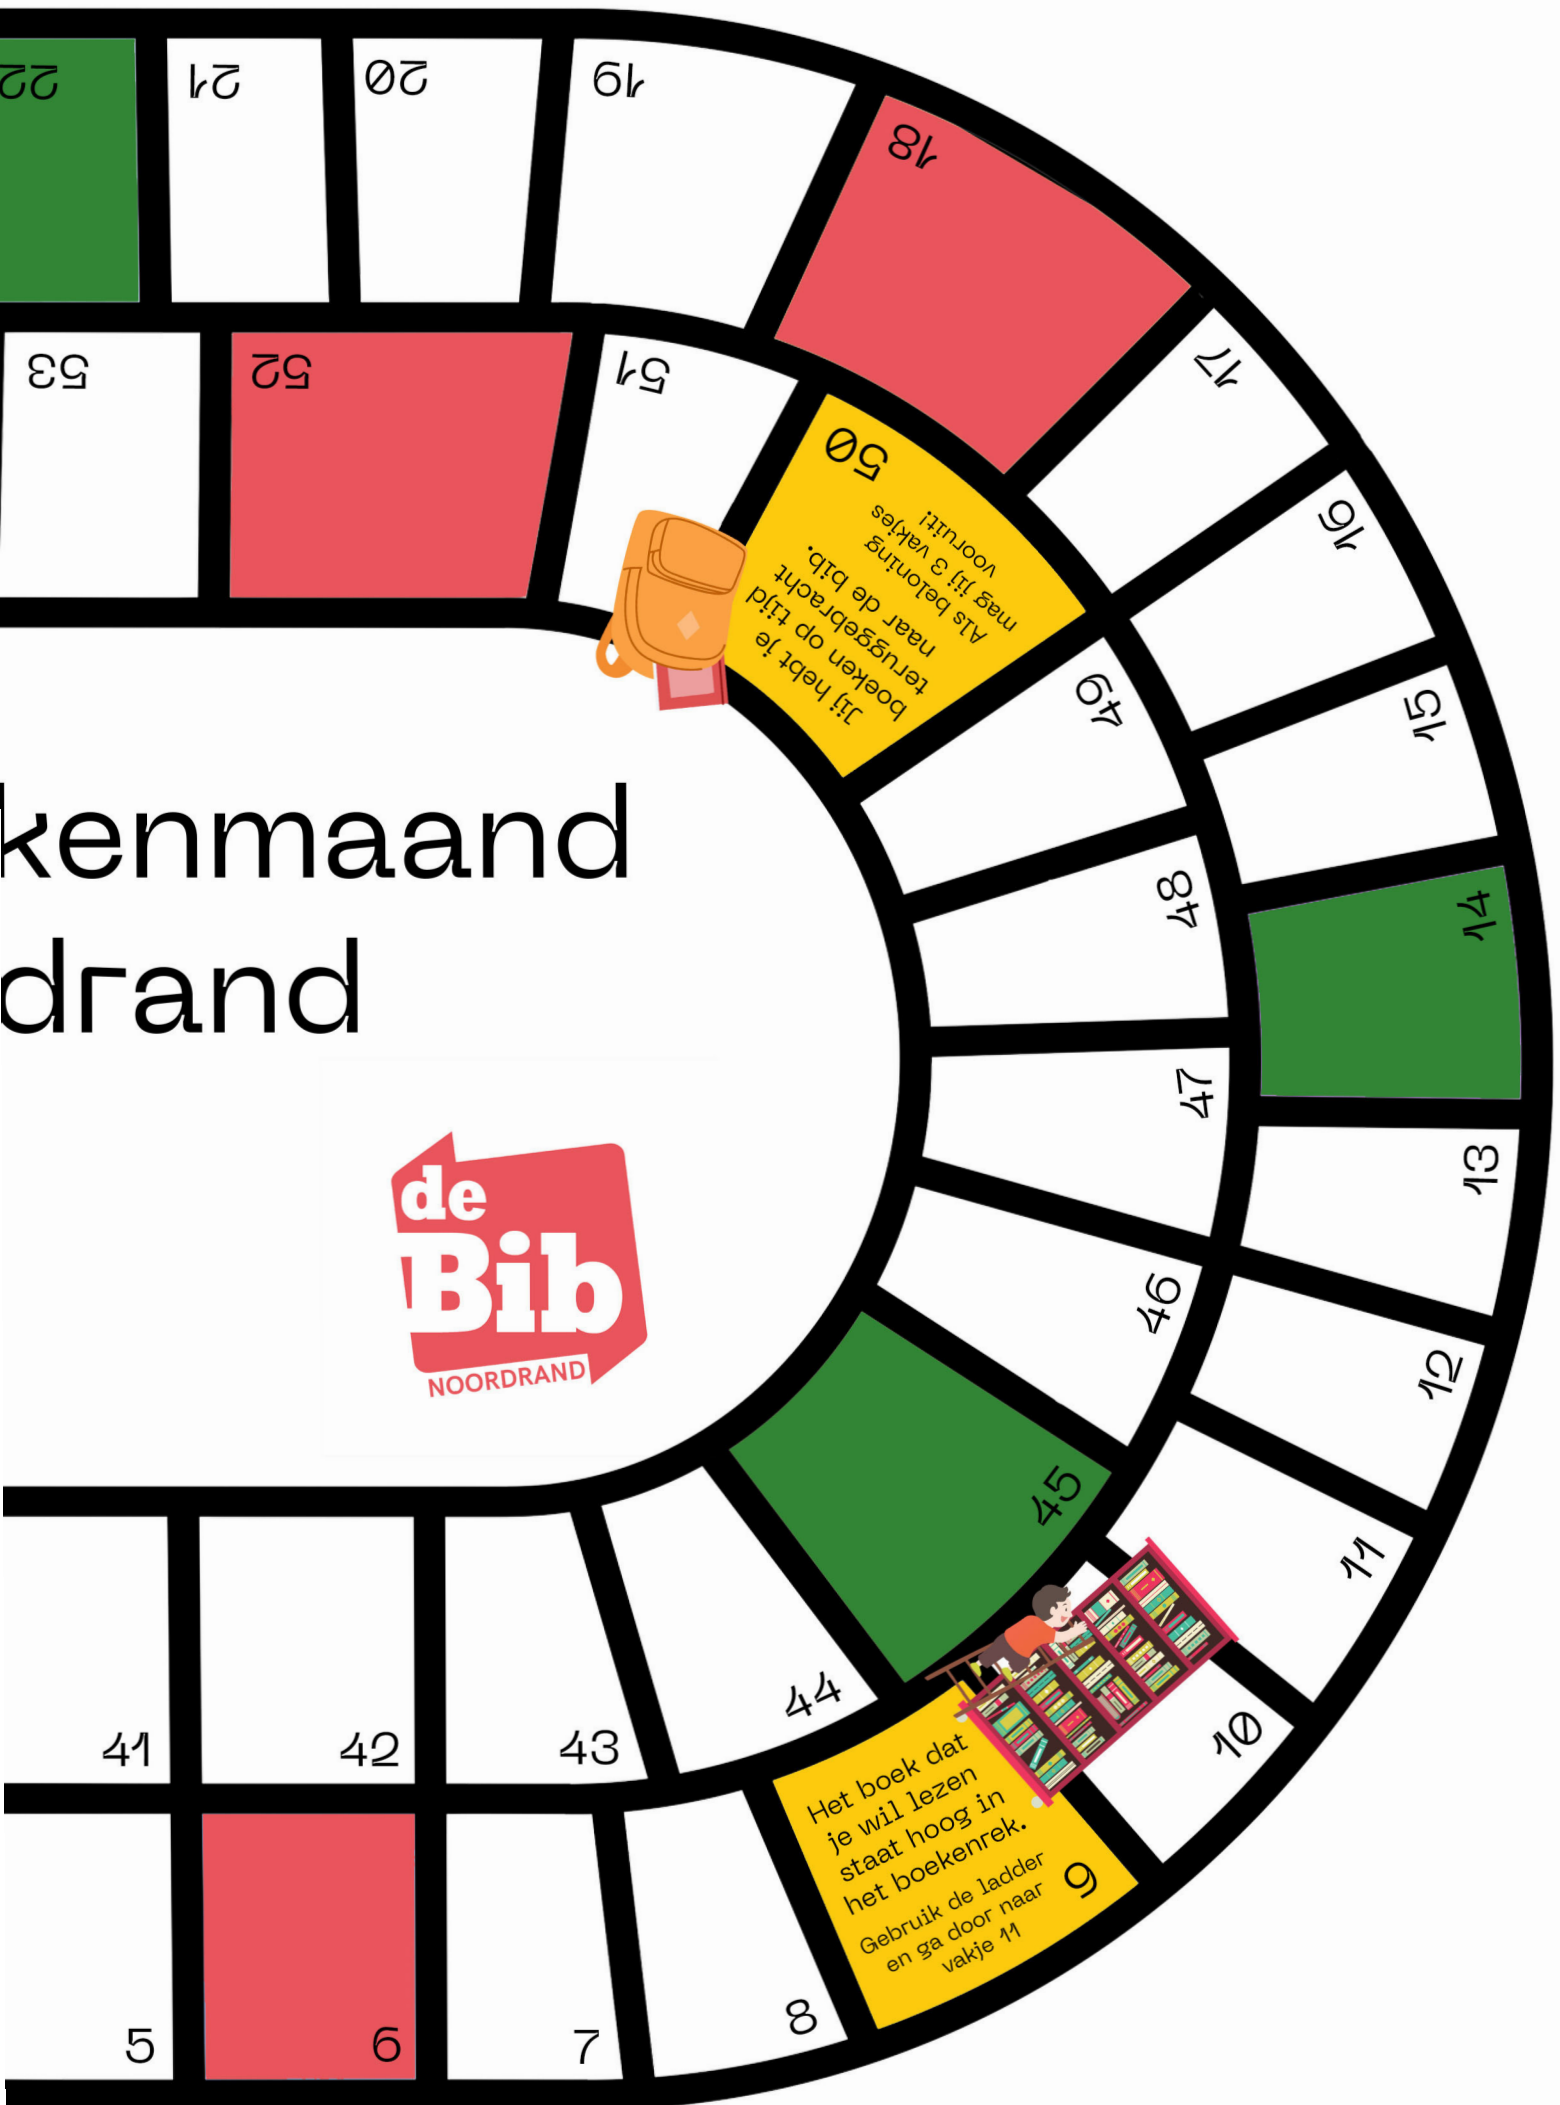 22
21
20
19
18
17
16
15
14
13
12
11
10
9
Het boek dat
je wil lezen
staat hoog in
het boekenrek.
Gebruik de ladder
en ga door naar
vakje 11
8
7
6
5
53
52
51
50
Jij hebt je
boeken op tijd
teruggebracht
naar de bib.
Als beloning
mag jij 3 vakjes
vooruit!
49
48
47
46
45
44
43
42
41
kenmaand
drand
de
Bib
NOORDRAND